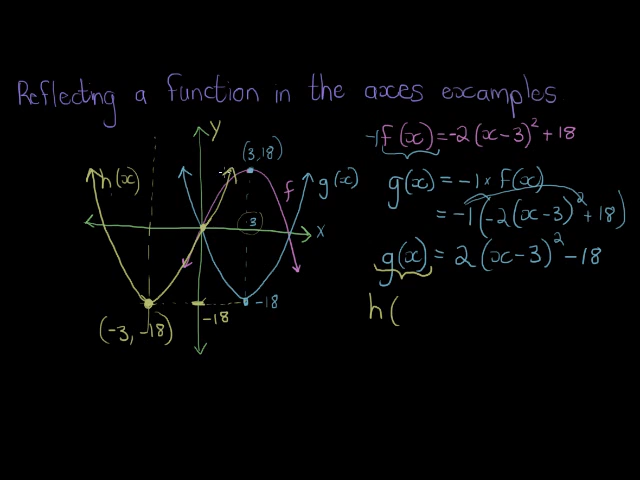 Reflecting a function in the axes examples
-1 f(x) = -2(x-3)² + 18
g(x) = -1 × f(x)
= -1(-2(x-3)² + 18)
g(x) = 2(x-3)² - 18
h(
y
(3, 18)
h(x)
f
g(x)
3
x
-18
-18
(-3, -18)